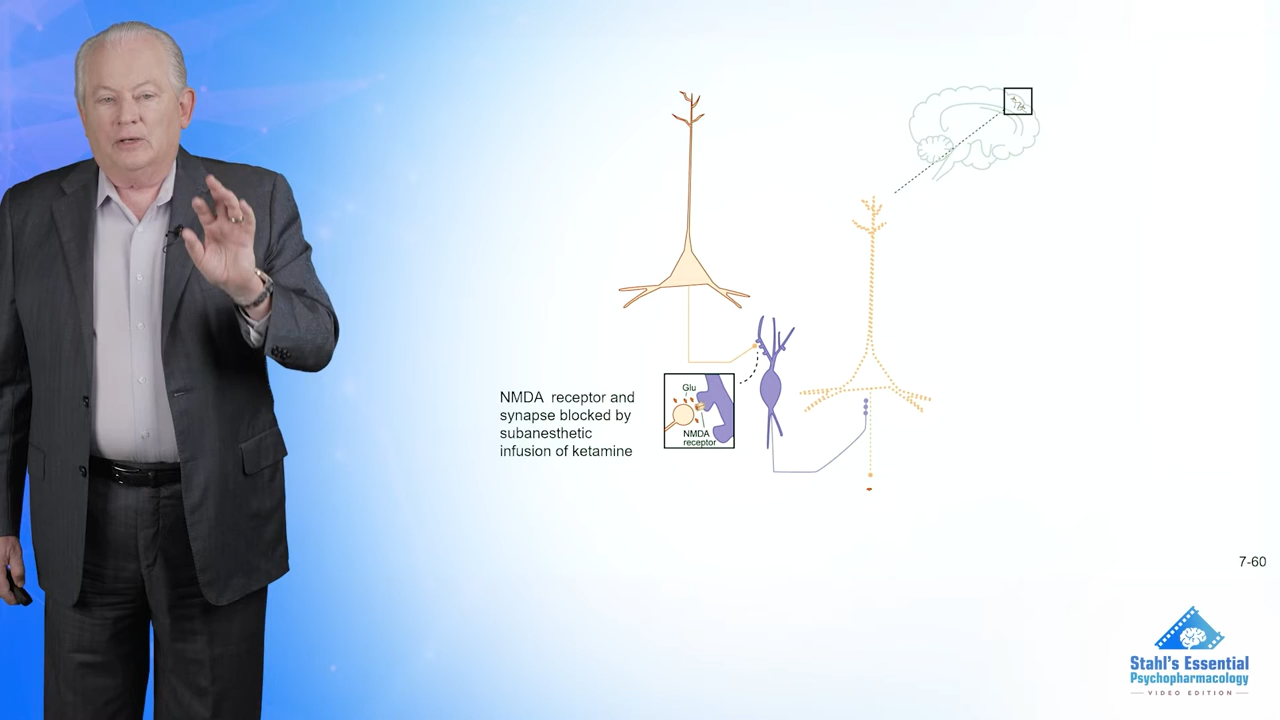 NMDA receptor and
synapse blocked by
subanesthetic
infusion of ketamine
Glu
NMDA
receptor
7-60
Stahl's Essential
Psychopharmacology
VIDEO EDITION